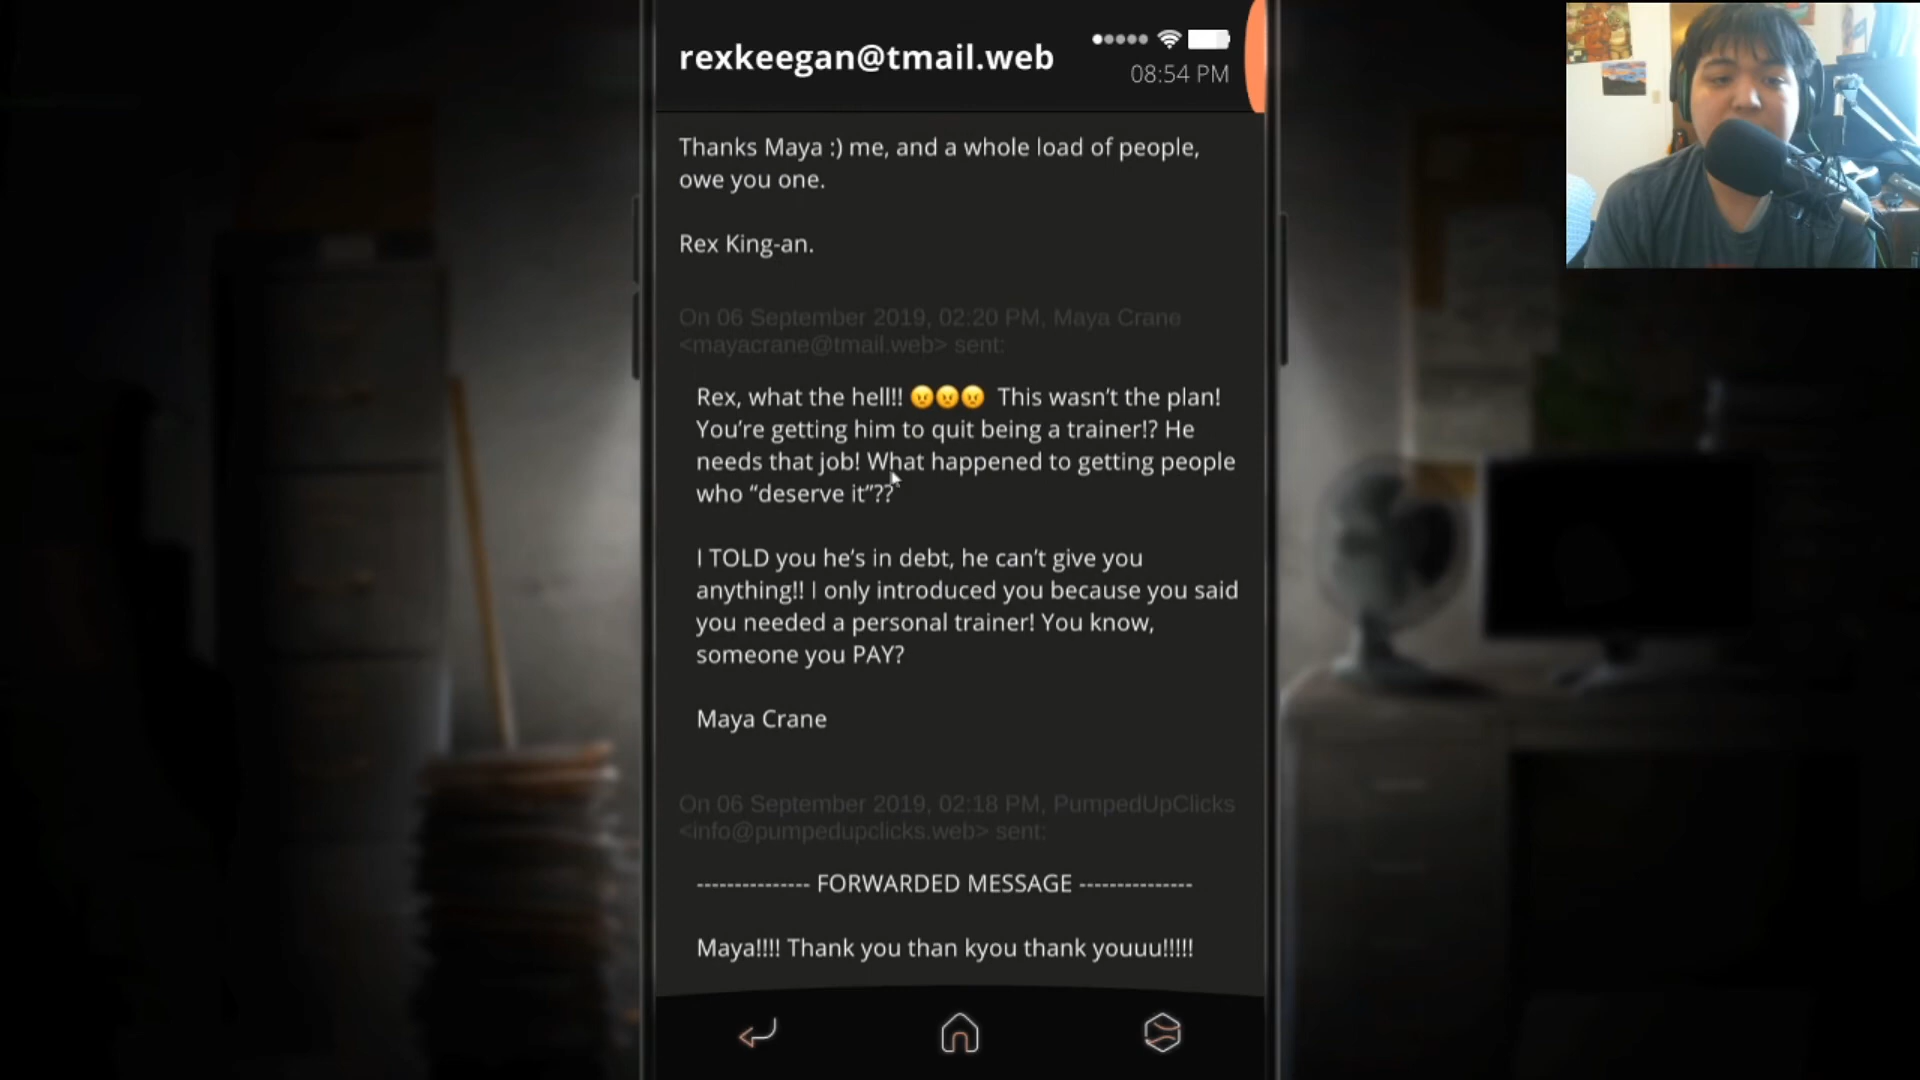 rexkeegan@tmail.web
08:54 PM
Thanks Maya :) me, and a whole load of people,
owe you one.
Rex King-an.
On 06 September 2019, 02:20 PM, Maya Crane
<mayacrane@tmail.web> sent:
Rex, what the hell!! 😠😠😠 This wasn’t the plan!
You’re getting him to quit being a trainer!? He
needs that job! What happened to getting people
who “deserve it”??
I TOLD you he’s in debt, he can’t give you
anything!! I only introduced you because you said
you needed a personal trainer! You know,
someone you PAY?
Maya Crane
On 06 September 2019, 02:18 PM, PumpedUpClicks
<info@pumpedupclicks.web> sent:
--------------- FORWARDED MESSAGE ---------------
Maya!!!! Thank you than kyou thank youuu!!!!!